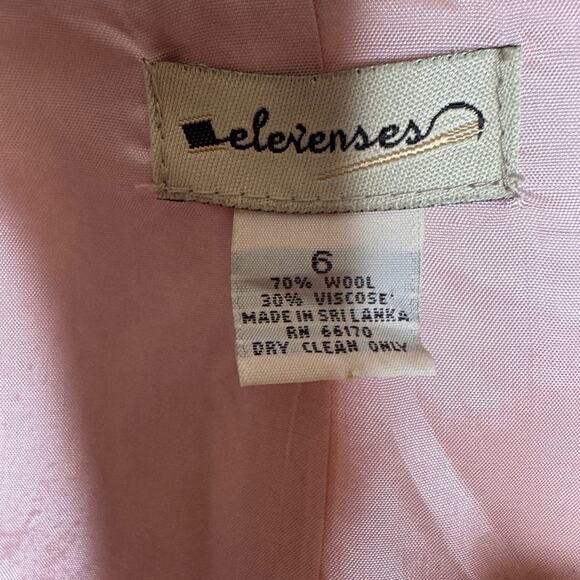 elevenses
6
70% WOOL
30% VISCOSE
MADE IN SRI LANKA
RN 66170
DRY CLEAN ONLY